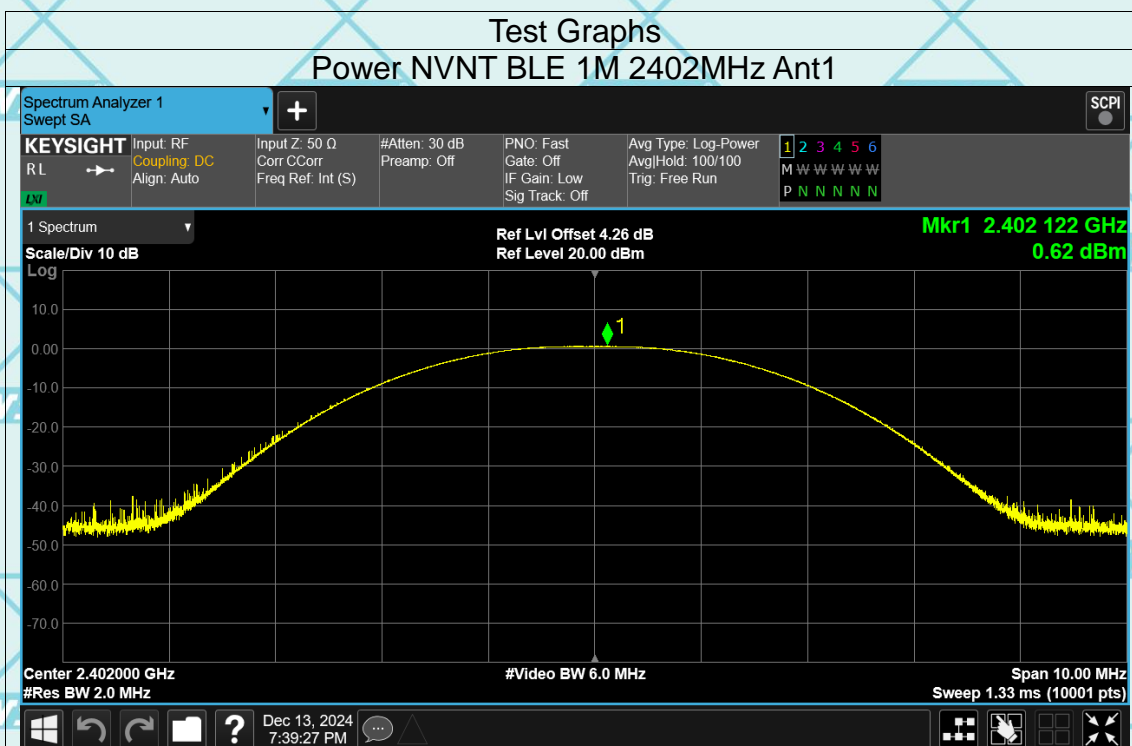 Test Graphs
Power NVNT BLE 1M 2402MHz Ant1
Spectrum Analyzer 1
Swept SA
+
SCPI
KEYSIGHT
RL
LXI
Input: RF
Coupling: DC
Align: Auto
Input Z: 50 Ω
Corr CCorr
Freq Ref: Int (S)
#Atten: 30 dB
Preamp: Off
PNO: Fast
Gate: Off
IF Gain: Low
Sig Track: Off
Avg Type: Log-Power
Avg|Hold: 100/100
Trig: Free Run
1 2 3 4 5 6
M W W W W W
P N N N N N
1 Spectrum
Scale/Div 10 dB
Ref Lvl Offset 4.26 dB
Ref Level 20.00 dBm
Mkr1 2.402 122 GHz
0.62 dBm
Log
1
10.0
0.00
-10.0
-20.0
-30.0
-40.0
-50.0
-60.0
-70.0
Center 2.402000 GHz
#Video BW 6.0 MHz
Span 10.00 MHz
#Res BW 2.0 MHz
Sweep 1.33 ms (10001 pts)
?
Dec 13, 2024
7:39:27 PM